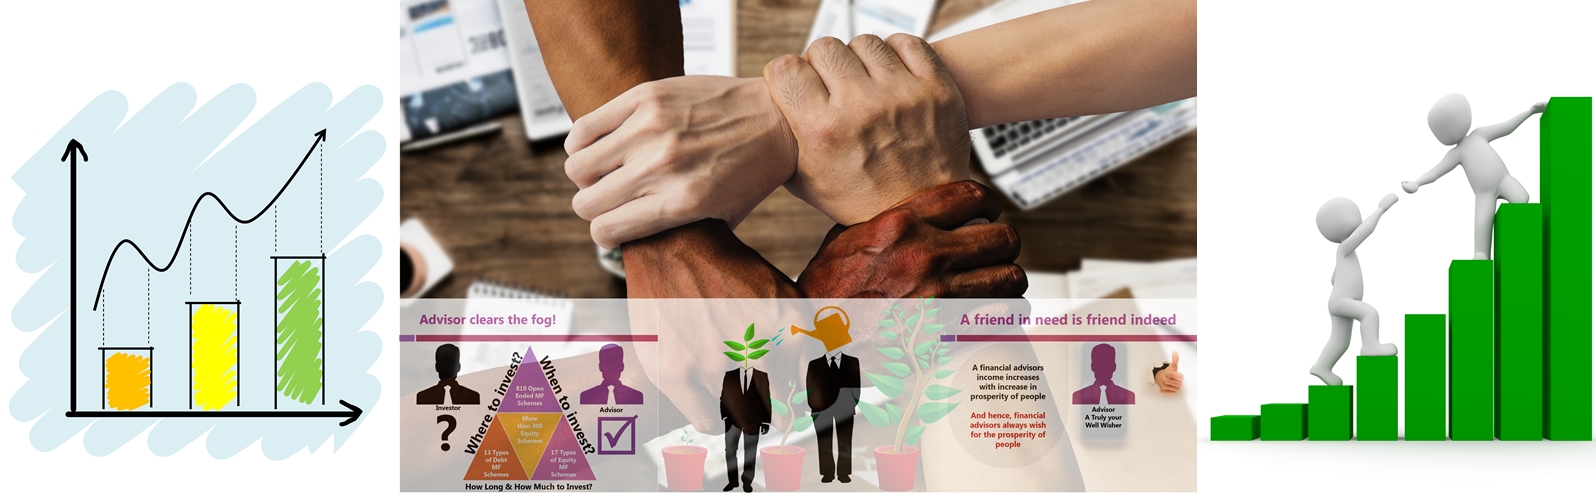 Advisor clears the fog!
A friend in need is friend indeed
Where to invest?
When to invest?
810 Open
Ended MF
Schemes
More
than 300
Equity
Schemes
13 Types
of Debt
MF
Schemes
17 Types
of Equity
MF
Schemes
Investor
?
Advisor
How Long & How Much to Invest?
A financial advisors
income increases
with increase in
prosperity of people
And hence, financial
advisors always wish
for the prosperity of
people
Advisor
A Truly your
Well Wisher